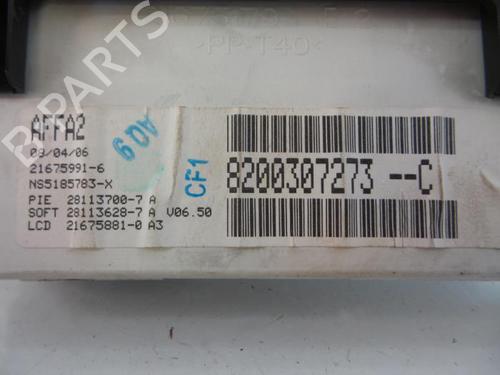 >PP-T40<
AFFA2
08/04/06
21675991-6
NS5185783-X
PIE 28113700-7 A
SOFT 28113628-7 A V06.50
LCD 21675881-0 A3
A09
CF1
8200307273 --C
B-PARTS